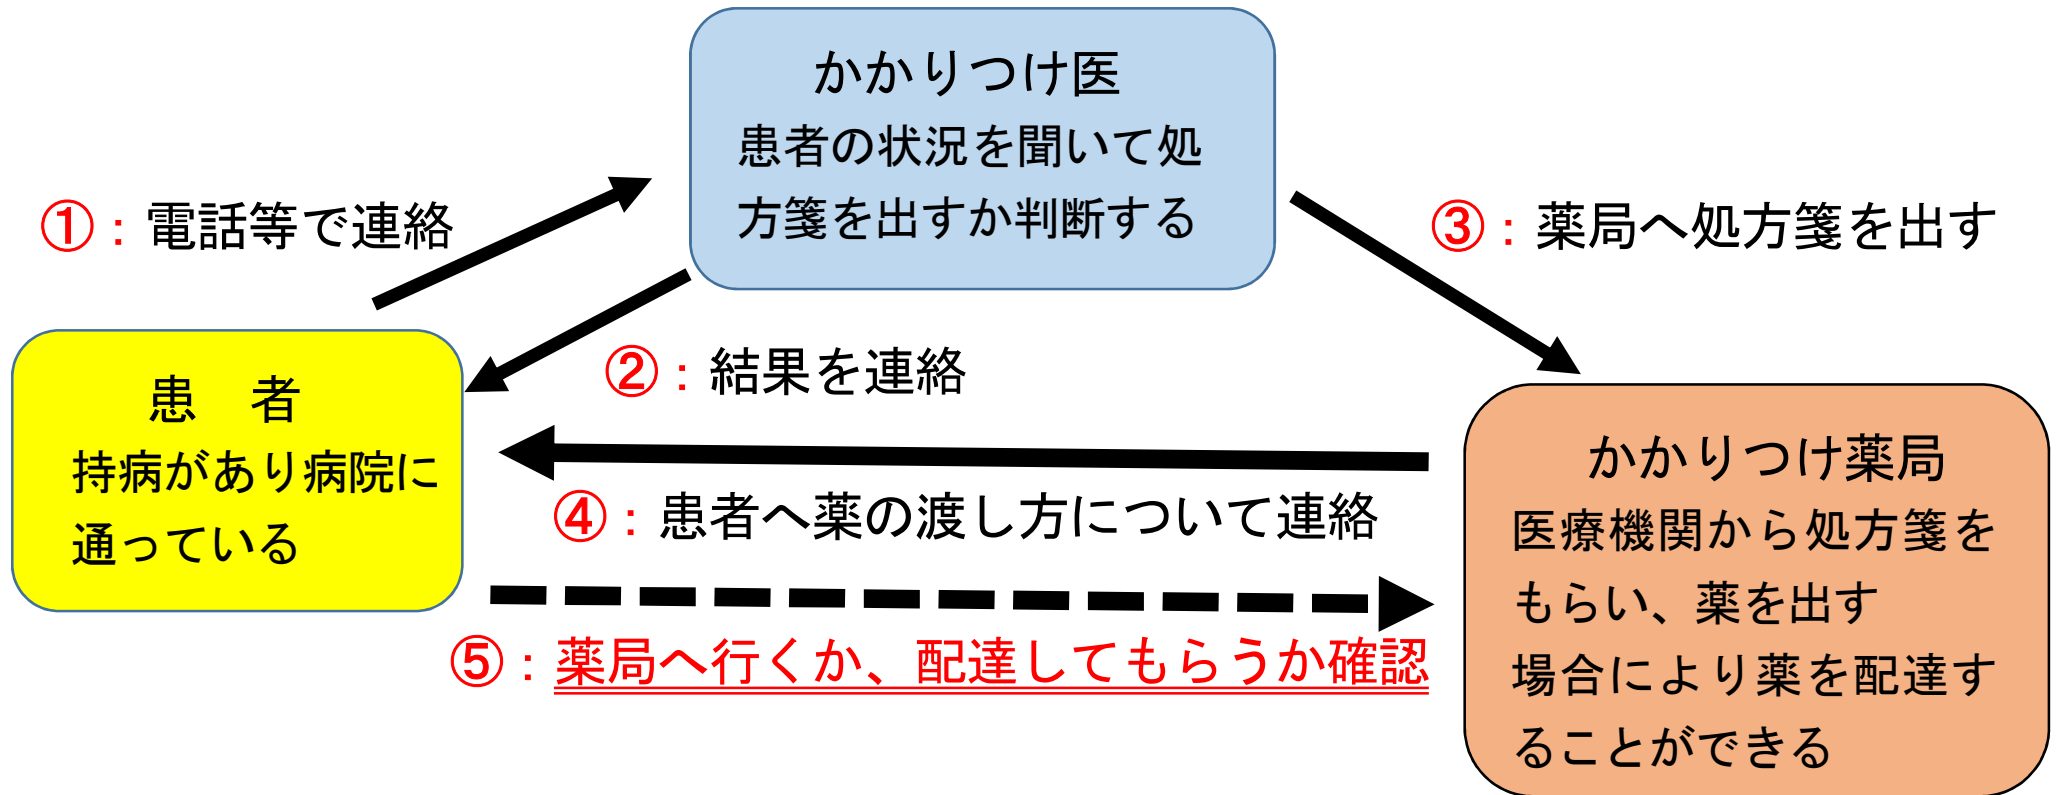 かかりつけ医
患者の状況を聞いて処
方箋を出すか判断する
①：電話等で連絡
③：薬局へ処方箋を出す
②：結果を連絡
患　者
持病があり病院に
通っている
④：患者へ薬の渡し方について連絡
⑤：薬局へ行くか、配達してもらうか確認
かかりつけ薬局
医療機関から処方箋を
もらい、薬を出す
場合により薬を配達す
ることができる